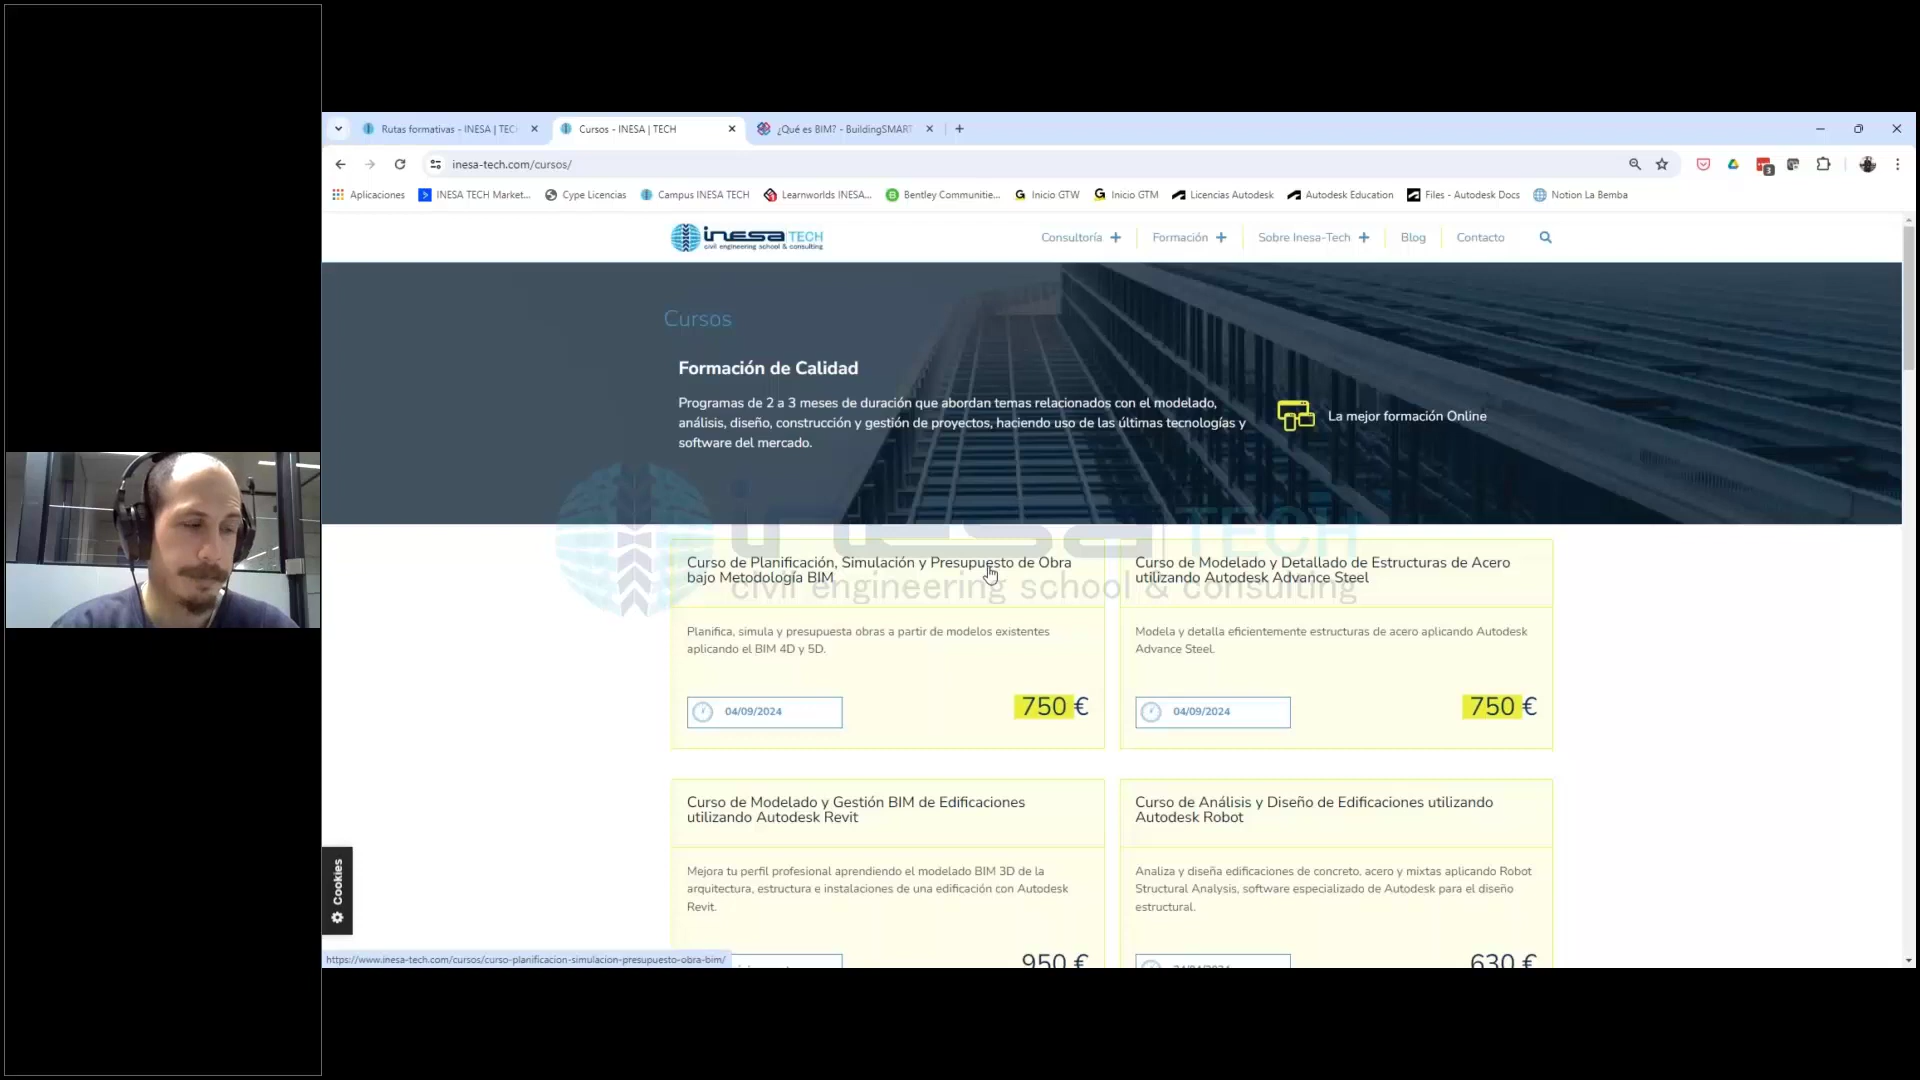 Rutas formativas - INESA | TECH
Cursos - INESA | TECH
¿Qué es BIM? - BuildingSMART
inesa-tech.com/cursos/
3
Aplicaciones
INESA TECH Market...
Cype Licencias
Campus INESA TECH
Learnworlds INESA...
Bentley Communitie...
Inicio GTW
Inicio GTM
Licencias Autodesk
Autodesk Education
Files - Autodesk Docs
Notion La Bemba
inesa TECH
civil engineering school & consulting
Consultoría +
Formación +
Sobre Inesa-Tech +
Blog
Contacto
Cursos
Formación de Calidad
Programas de 2 a 3 meses de duración que abordan temas relacionados con el modelado,
análisis, diseño, construcción y gestión de proyectos, haciendo uso de las últimas tecnologías y
software del mercado.
La mejor formación Online
inesa TECH
civil engineering school & consulting
Curso de Planificación, Simulación y Presupuesto de Obra
bajo Metodología BIM
Planifica, simula y presupuesta obras a partir de modelos existentes
aplicando el BIM 4D y 5D.
04/09/2024
750 €
Curso de Modelado y Detallado de Estructuras de Acero
utilizando Autodesk Advance Steel
Modela y detalla eficientemente estructuras de acero aplicando Autodesk
Advance Steel.
04/09/2024
750 €
Curso de Modelado y Gestión BIM de Edificaciones
utilizando Autodesk Revit
Mejora tu perfil profesional aprendiendo el modelado BIM 3D de la
arquitectura, estructura e instalaciones de una edificación con Autodesk
Revit.
950 €
Curso de Análisis y Diseño de Edificaciones utilizando
Autodesk Robot
Analiza y diseña edificaciones de concreto, acero y mixtas aplicando Robot
Structural Analysis, software especializado de Autodesk para el diseño
estructural.
630 €
Cookies
https://www.inesa-tech.com/cursos/curso-planificacion-simulacion-presupuesto-obra-bim/